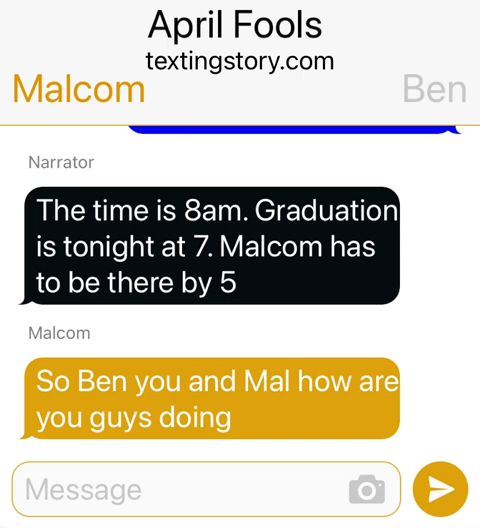 April Fools
textingstory.com
Malcom
Ben
Narrator
The time is 8am. Graduation
is tonight at 7. Malcom has
to be there by 5
Malcom
So Ben you and Mal how are
you guys doing
Message